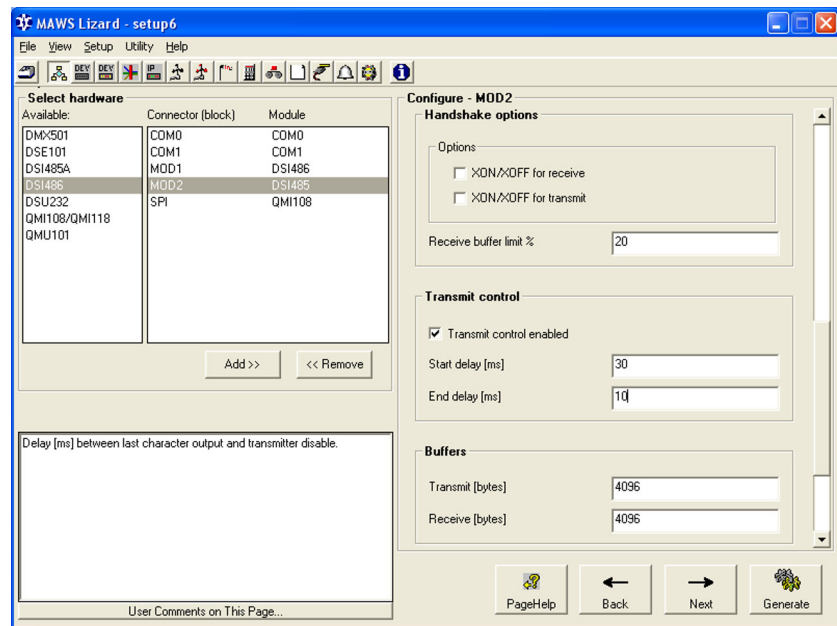 MAWS Lizard - setup6
File View Setup Utility Help
DEV DEV IP
Select hardware
Available:
Connector (block) Module
DMX501
DSE101
DSI485A
DSI486
DSU232
QMI108/QMI118
QMU101
COM0 COM0
COM1 COM1
MOD1 DSI486
MOD2 DSI485
SPI QMI108
Add >> << Remove
Delay [ms] between last character output and transmitter disable.
User Comments on This Page...
Configure - MOD2
Handshake options
Options
XON/XOFF for receive
XON/XOFF for transmit
Receive buffer limit % 20
Transmit control
Transmit control enabled
Start delay [ms] 30
End delay [ms] 10
Buffers
Transmit [bytes] 4096
Receive [bytes] 4096
PageHelp Back Next Generate